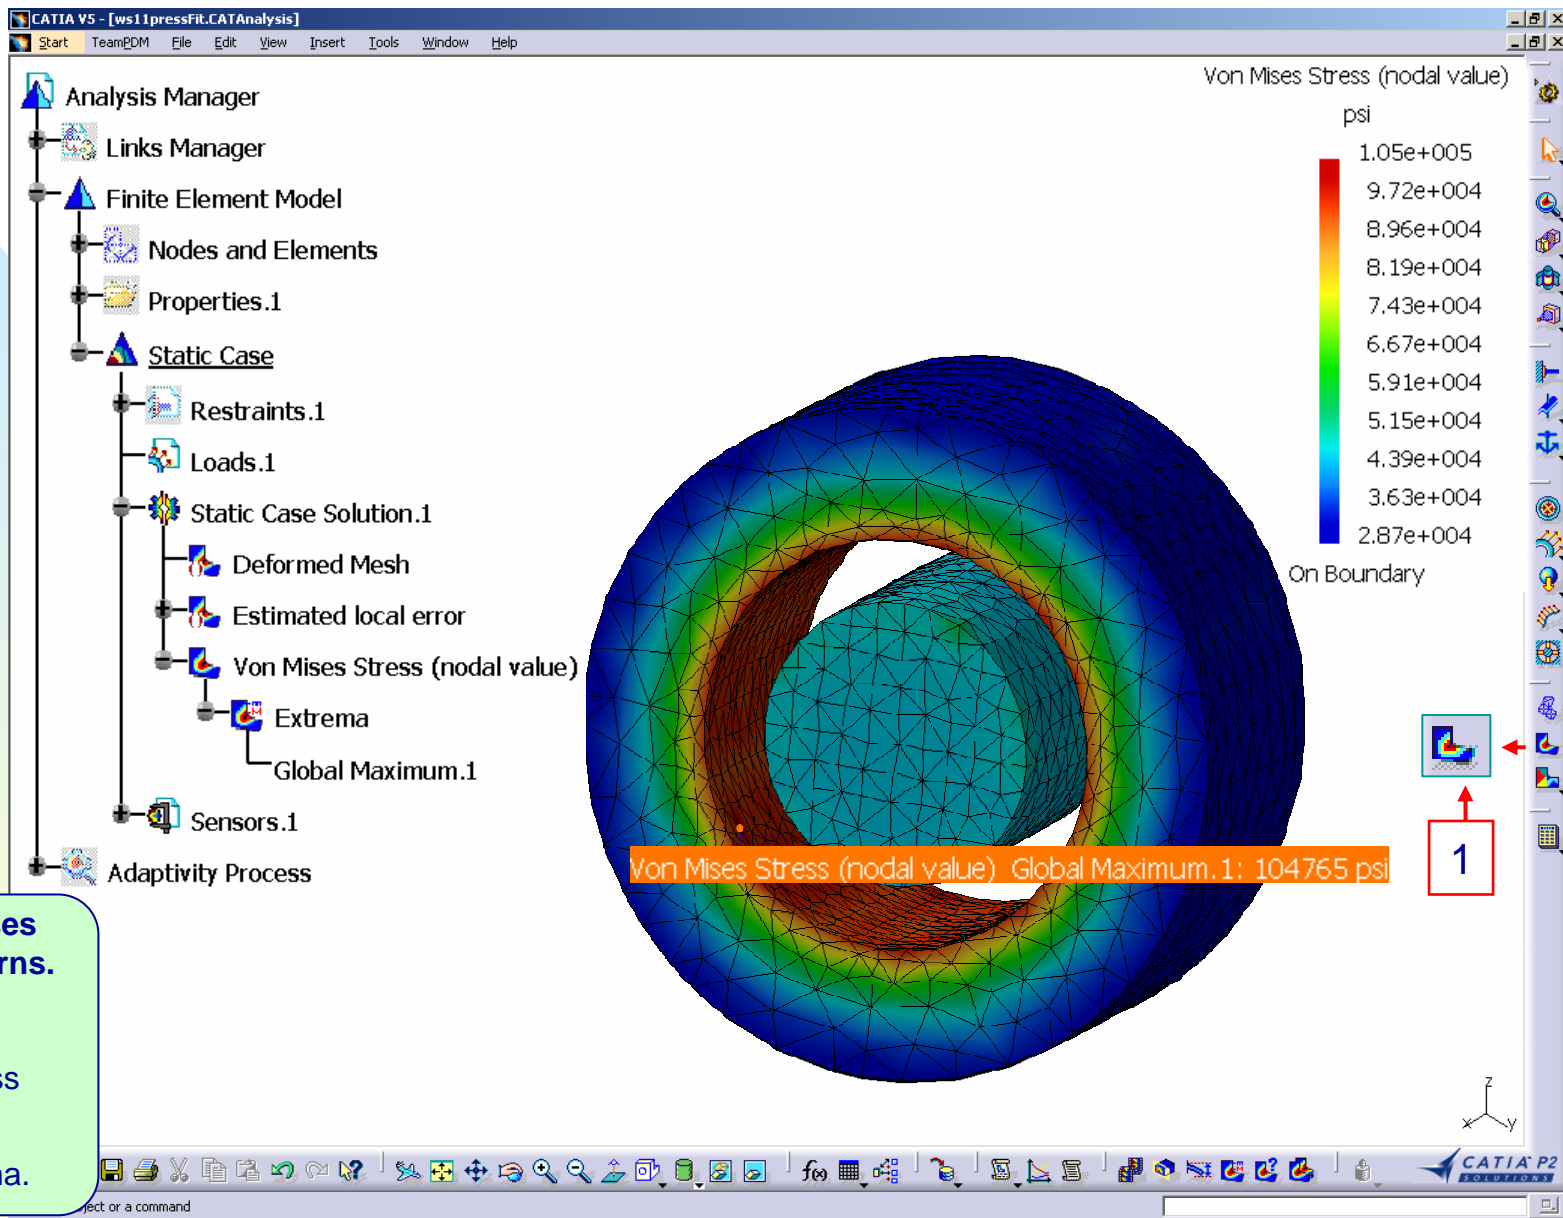 CATIA V5 - [ws11pressFit.CATAnalysis]
Start TeamPDM File Edit View Insert Tools Window Help
Analysis Manager
Links Manager
Finite Element Model
Nodes and Elements
Properties.1
Static Case
Restraints.1
Loads.1
Static Case Solution.1
Deformed Mesh
Estimated local error
Von Mises Stress (nodal value)
Extrema
Global Maximum.1
Sensors.1
Adaptivity Process
Von Mises Stress (nodal value)
psi
1.05e+005
9.72e+004
8.96e+004
8.19e+004
7.43e+004
6.67e+004
5.91e+004
5.15e+004
4.39e+004
3.63e+004
2.87e+004
On Boundary
1
Von Mises Stress (nodal value) Global Maximum.1: 104765 psi
z
x y
f(x)
CATIA P2
SOLUTIONS
or a command